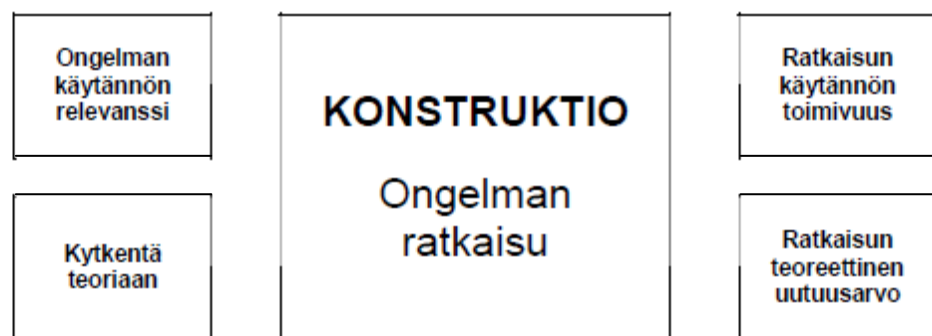 Ongelman
käytännön
relevanssi
Kytkentä
teoriaan
KONSTRUKTIO
Ongelman
ratkaisu
Ratkaisun
käytännön
toimivuus
Ratkaisun
teoreettinen
uutuusarvo